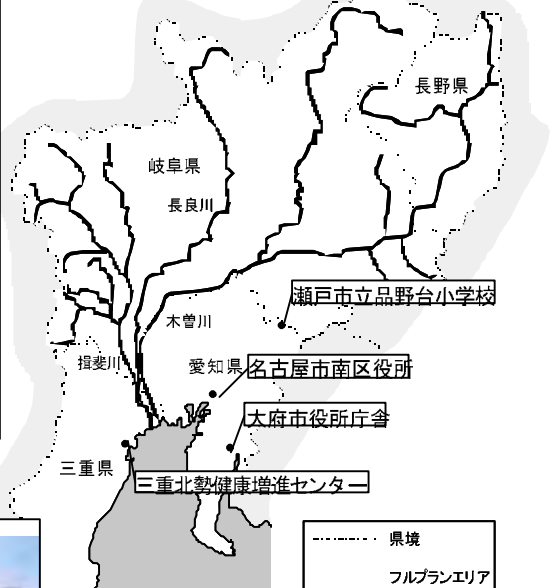 長野県
岐阜県
長良川
瀬戸市立品野台小学校
木曽川
揖斐川
愛知県
名古屋市南区役所
大府市役所庁舎
三重県
三重北勢健康増進センター
県境
フルプランエリア